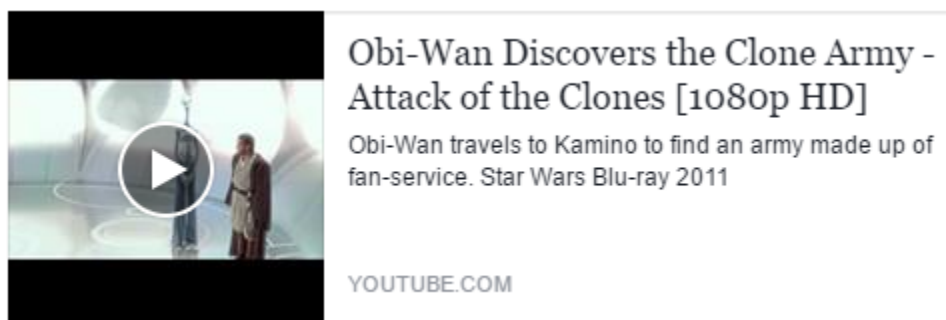 Obi-Wan Discovers the Clone Army -
Attack of the Clones [1080p HD]
Obi-Wan travels to Kamino to find an army made up of
fan-service. Star Wars Blu-ray 2011
YOUTUBE.COM